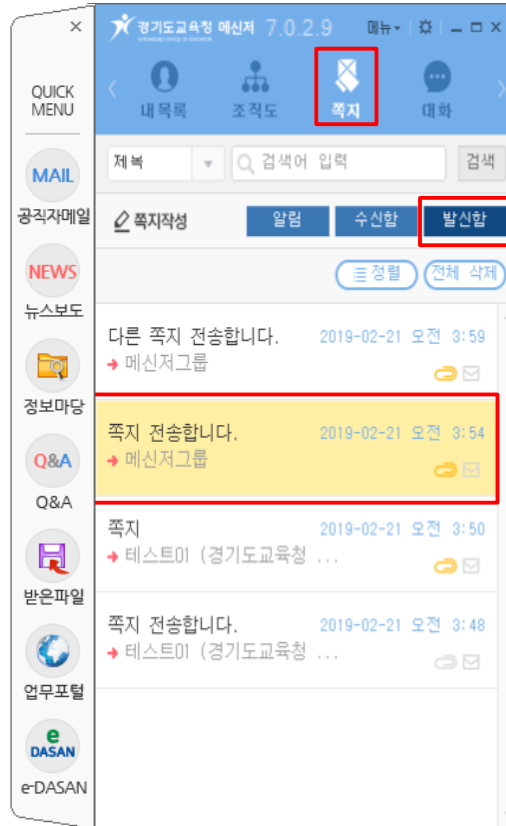 QUICK
MENU
MAIL
공직자메일
NEWS
뉴스보도
정보마당
Q&A
Q&A
받은파일
업무포털
e
DASAN
e-DASAN
경기도교육청 메신저 7.0.2.9 메뉴
내목록 조직도 쪽지 대화
제목 검색어 입력 검색
쪽지작성 알림 수신함 발신함
정렬 전체 삭제
다른 쪽지 전송합니다. 2019-02-21 오전 3:59
메신저그룹
쪽지 전송합니다. 2019-02-21 오전 3:54
메신저그룹
쪽지 2019-02-21 오전 3:50
테스트01 (경기도교육청 ...
쪽지 전송합니다. 2019-02-21 오전 3:48
테스트01 (경기도교육청 ...